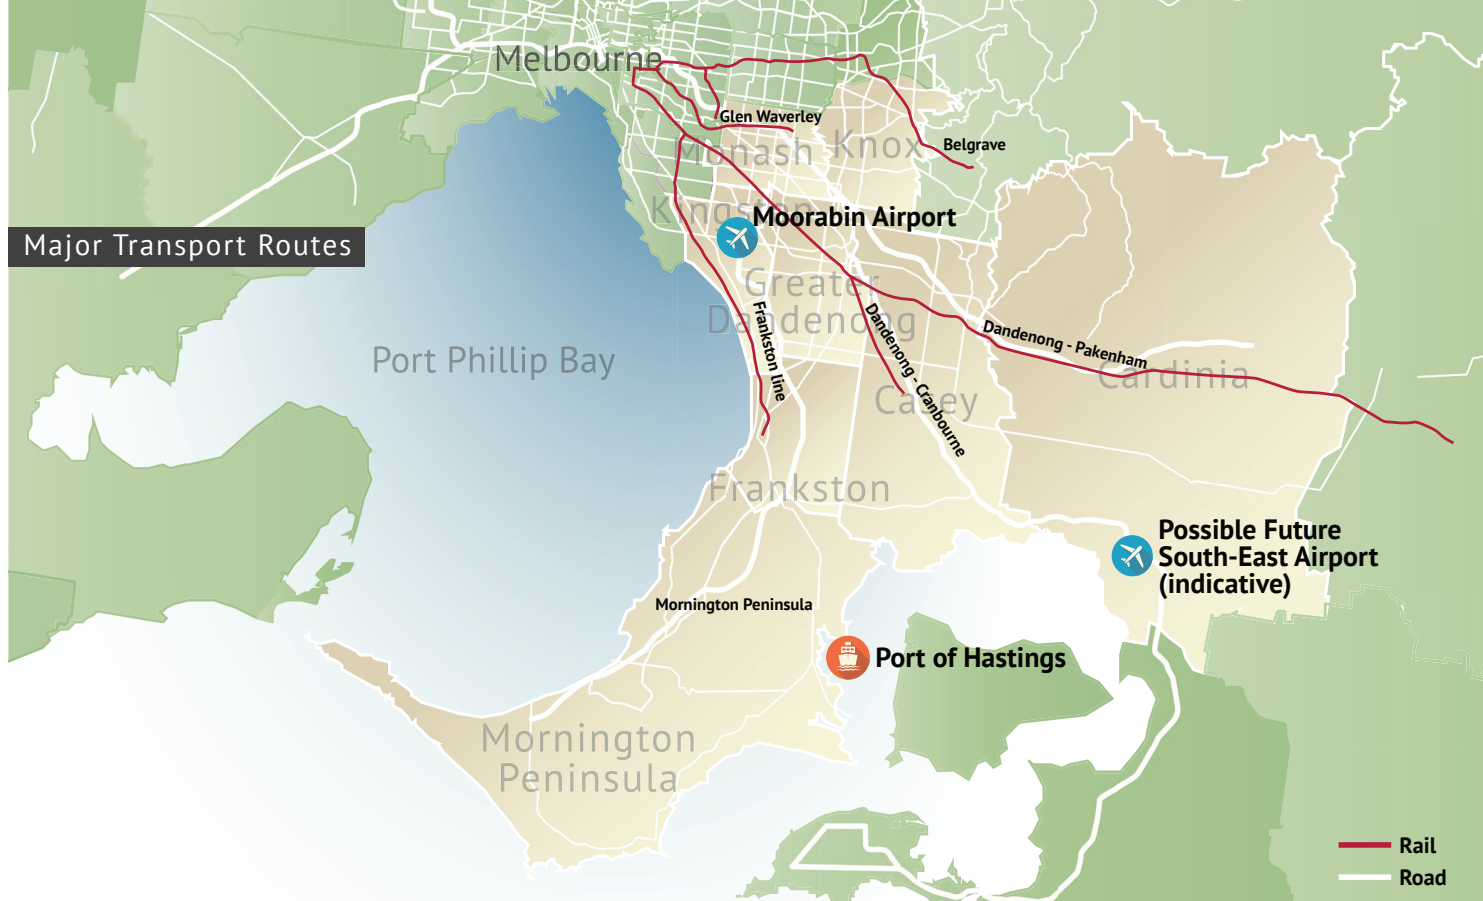 Melbourne
Glen Waverley
Monash
Knox
Belgrave
Kingston
Moorabin Airport
Major Transport Routes
Greater
Dandenong
Frankston line
Dandenong - Cranbourne
Dandenong - Pakenham
Port Phillip Bay
Cardinia
Casey
Frankston
Possible Future
South-East Airport
(indicative)
Mornington Peninsula
Port of Hastings
Mornington
Peninsula
Rail
Road